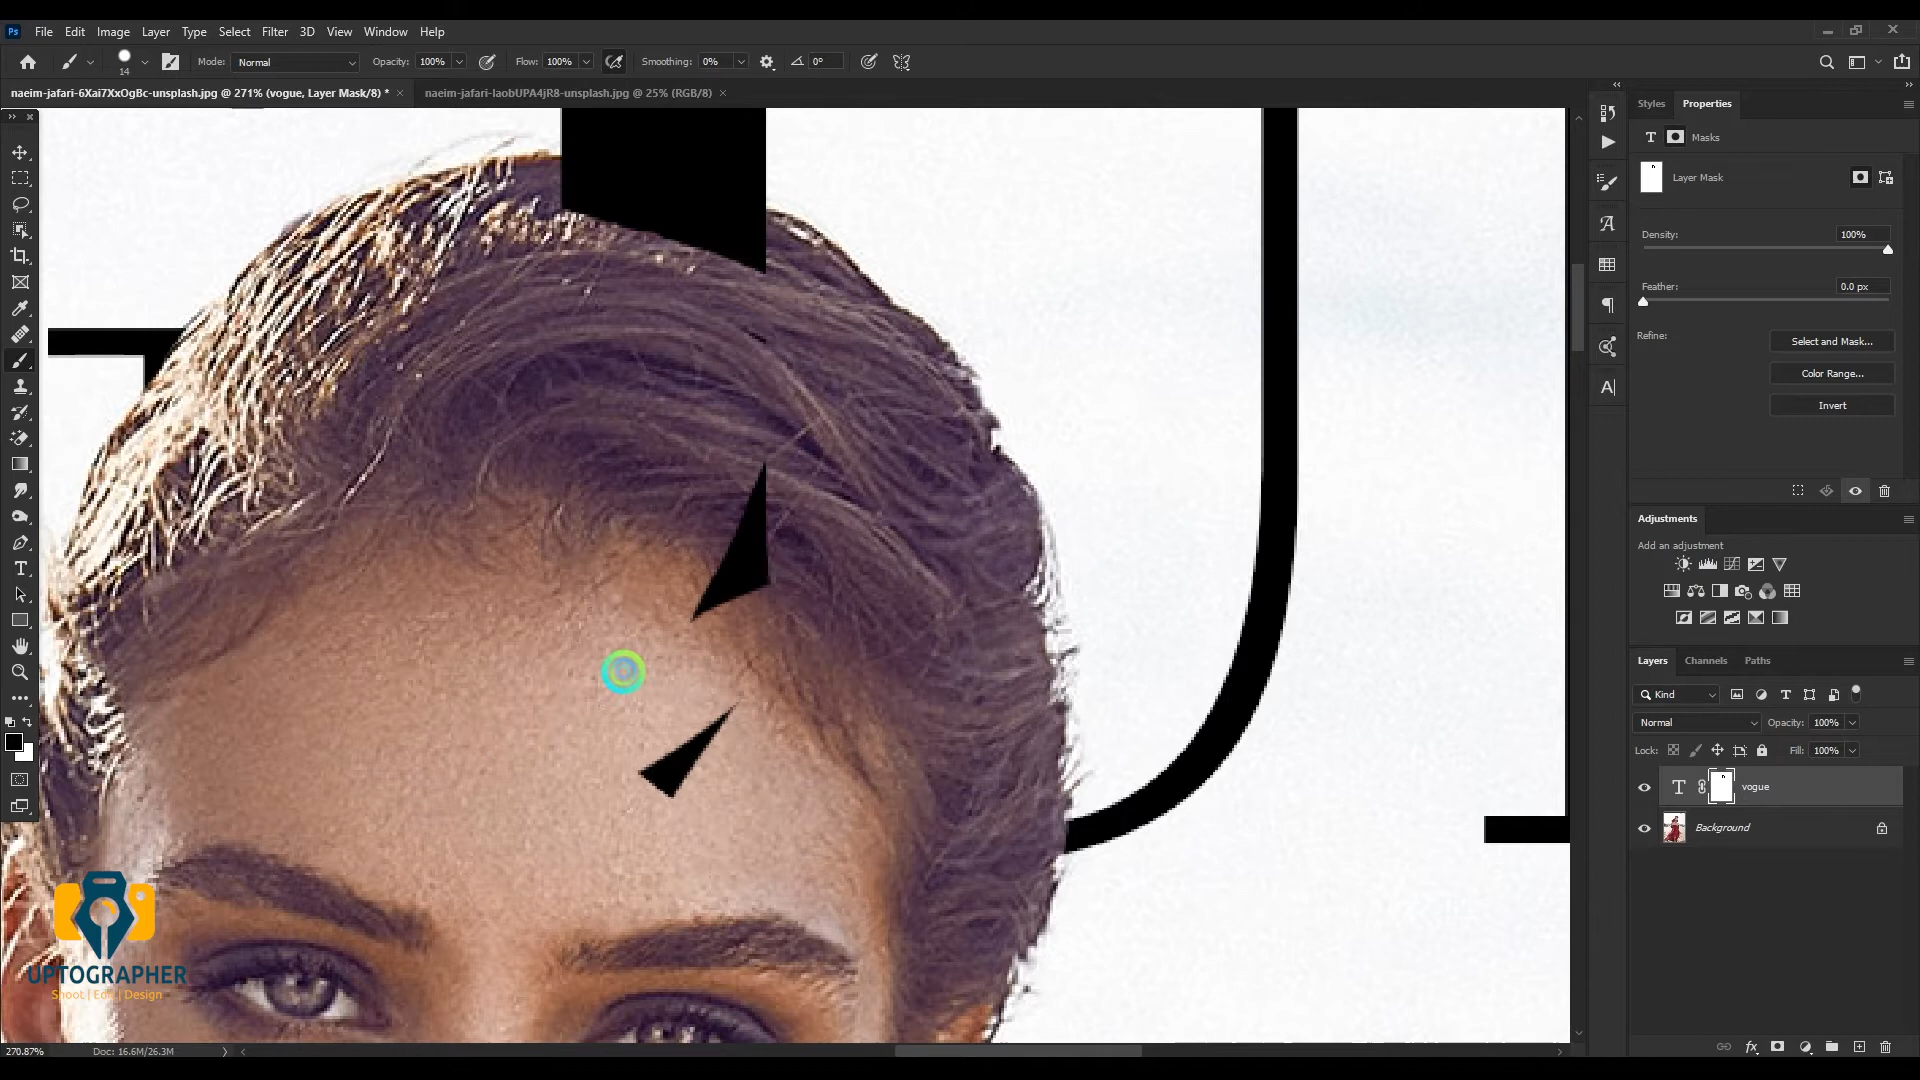 Ps File Edit Image Layer Type Select Filter 3D View Window Help
14 Mode: Normal Opacity: 100% Flow: 100% Smoothing: 0% 0°
naeim-jafari-6Xai7XxOgBc-unsplash.jpg @ 271% (vogue, Layer Mask/8) * × naeim-jafari-laobUPA4jR8-unsplash.jpg @ 25% (RGB/8) ×
Styles Properties
Masks
Layer Mask
Density: 100%
Feather: 0.0 px
Refine: Select and Mask...
Color Range...
Invert
Adjustments
Add an adjustment
Layers Channels Paths
Kind
Normal Opacity: 100%
Lock: Fill: 100%
vogue
Background
UPTOGRAPHER
Shoot | Edit | Design
270.87% Doc: 16.6M/26.3M